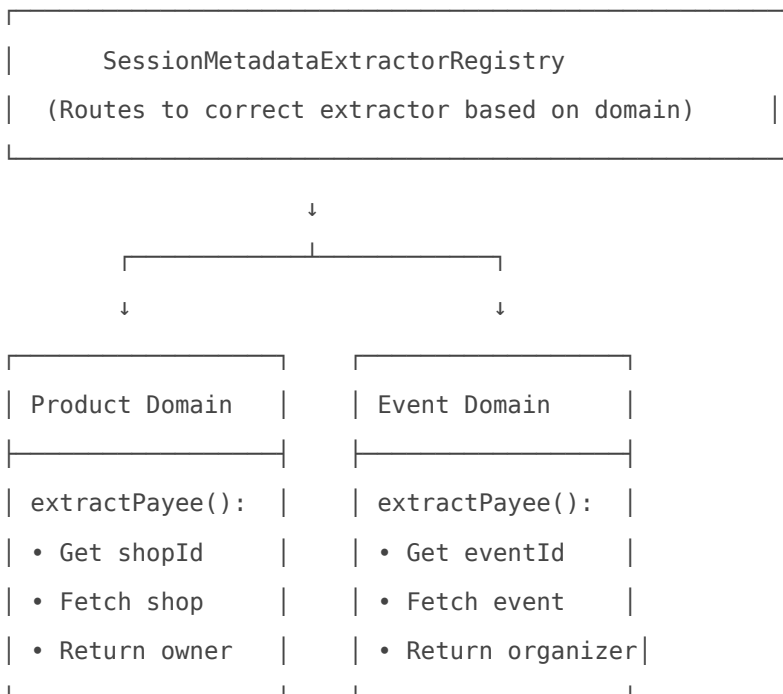 SessionMetadataExtractorRegistry
(Routes to correct extractor based on domain)
↓
↓ ↓
Product Domain Event Domain
extractPayee(): extractPayee():
• Get shopId • Get eventId
• Fetch shop • Fetch event
• Return owner • Return organizer